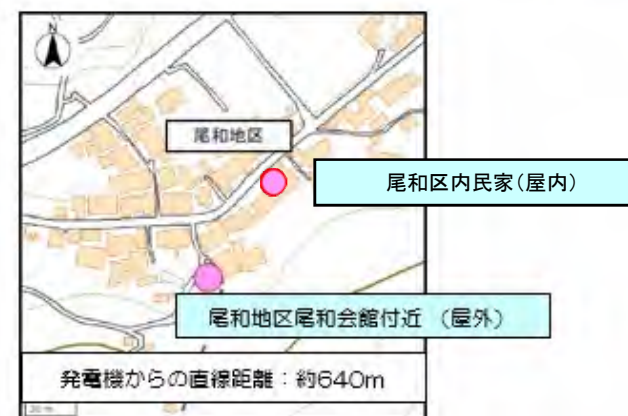 N
尾和地区
尾和区内民家(屋内)
尾和地区尾和会館付近 (屋外)
発電機からの直線距離:約640m